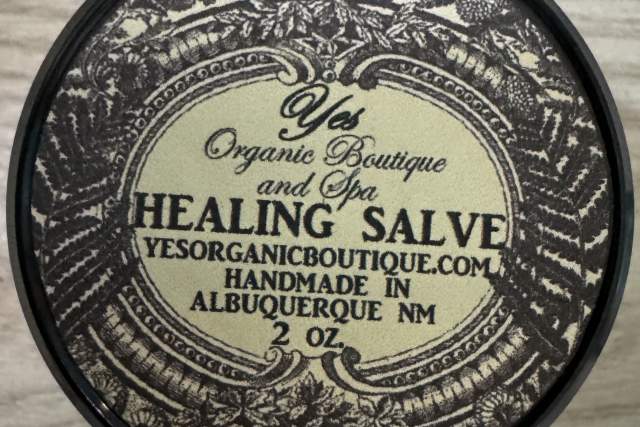 Yes
Organic Boutique
and Spa
HEALING SALVE
YESORGANICBOUTIQUE.COM
HANDMADE IN
ALBUQUERQUE NM
2 OZ.